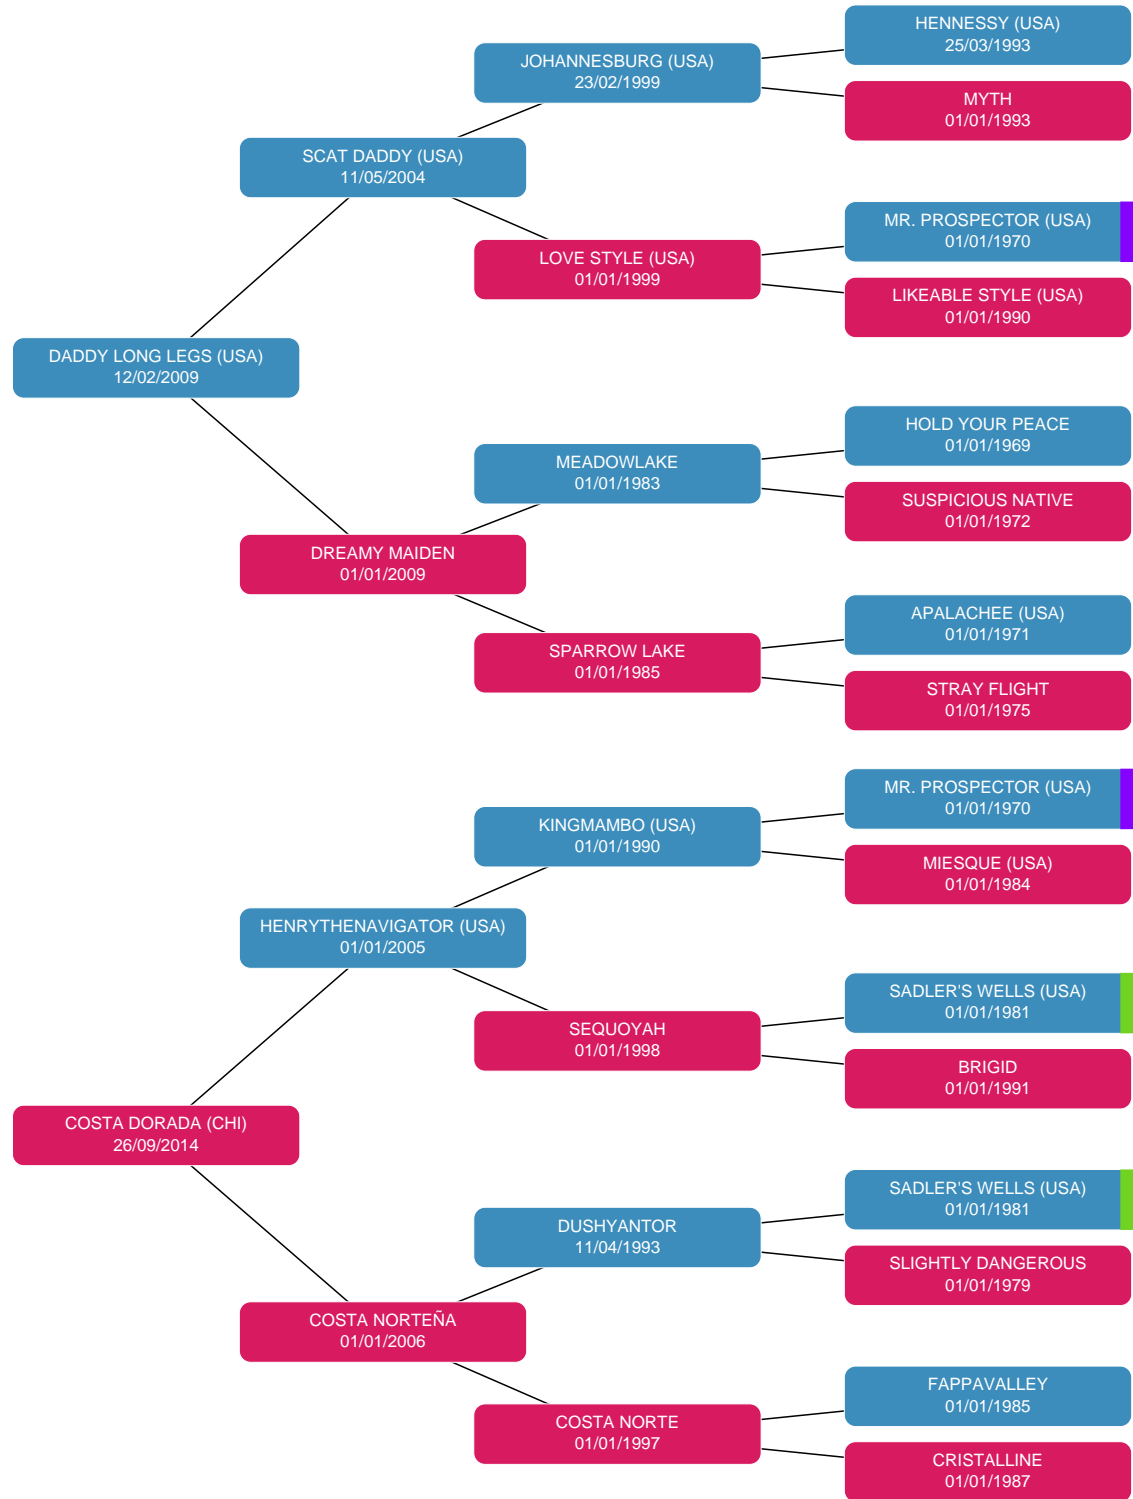 HENNESSY (USA)
25/03/1993
JOHANNESBURG (USA)
23/02/1999
MYTH
01/01/1993
SCAT DADDY (USA)
11/05/2004
MR. PROSPECTOR (USA)
01/01/1970
LOVE STYLE (USA)
01/01/1999
LIKEABLE STYLE (USA)
01/01/1990
DADDY LONG LEGS (USA)
12/02/2009
HOLD YOUR PEACE
01/01/1969
MEADOWLAKE
01/01/1983
SUSPICIOUS NATIVE
01/01/1972
DREAMY MAIDEN
01/01/2009
APALACHEE (USA)
01/01/1971
SPARROW LAKE
01/01/1985
STRAY FLIGHT
01/01/1975
MR. PROSPECTOR (USA)
01/01/1970
KINGMAMBO (USA)
01/01/1990
MIESQUE (USA)
01/01/1984
HENRYTHENAVIGATOR (USA)
01/01/2005
SADLER'S WELLS (USA)
01/01/1981
SEQUOYAH
01/01/1998
BRIGID
01/01/1991
COSTA DORADA (CHI)
26/09/2014
SADLER'S WELLS (USA)
01/01/1981
DUSHYANTOR
11/04/1993
SLIGHTLY DANGEROUS
01/01/1979
COSTA NORTEÑA
01/01/2006
FAPPAVALLEY
01/01/1985
COSTA NORTE
01/01/1997
CRISTALLINE
01/01/1987